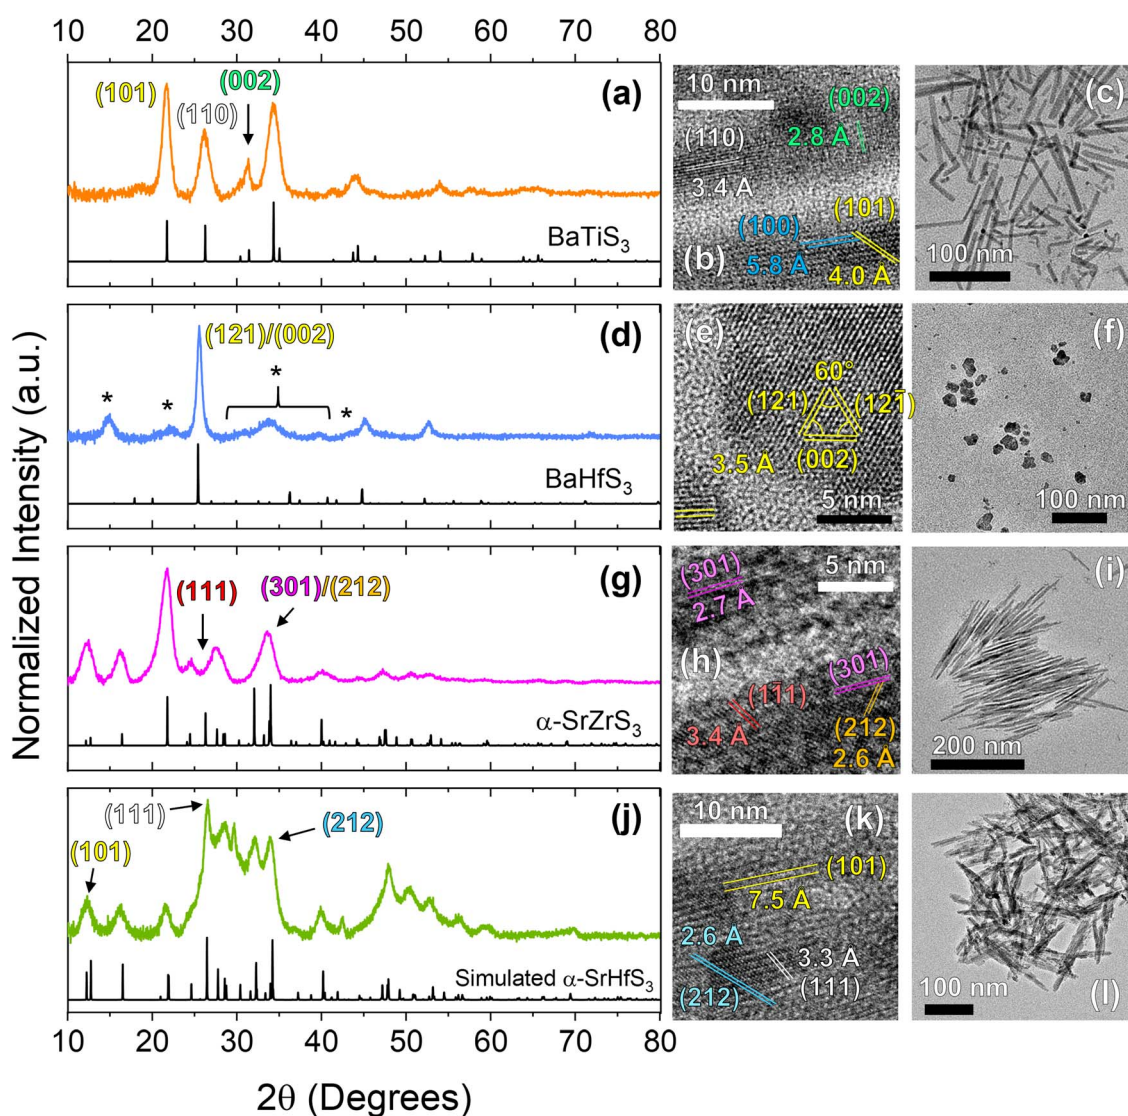 10 20 30 40 50 60 70 80
Normalized Intensity (a.u.)
(101)
(110)
(002)
(a)
BaTiS3
10 nm
(002)
(110)
2.8 A
3.4 A
(101)
(100)
(b)
5.8 A
4.0 A
(c)
100 nm
(121)/(002)
(d)
* * * *
BaHfS3
(e)
60°
(121)
(12̅1)
3.5 A
(002)
5 nm
(f)
100 nm
(111)
(301)/(212)
(g)
α-SrZrS3
(301)
5 nm
2.7 A
(h)
(1̅11)
(301)
3.4 A
(212)
2.6 A
(i)
200 nm
(111)
(101)
(212)
(j)
Simulated α-SrHfS3
10 nm
(k)
(101)
7.5 A
2.6 A
3.3 A
(212)
(111)
100 nm
(l)
10 20 30 40 50 60 70 80
2θ (Degrees)